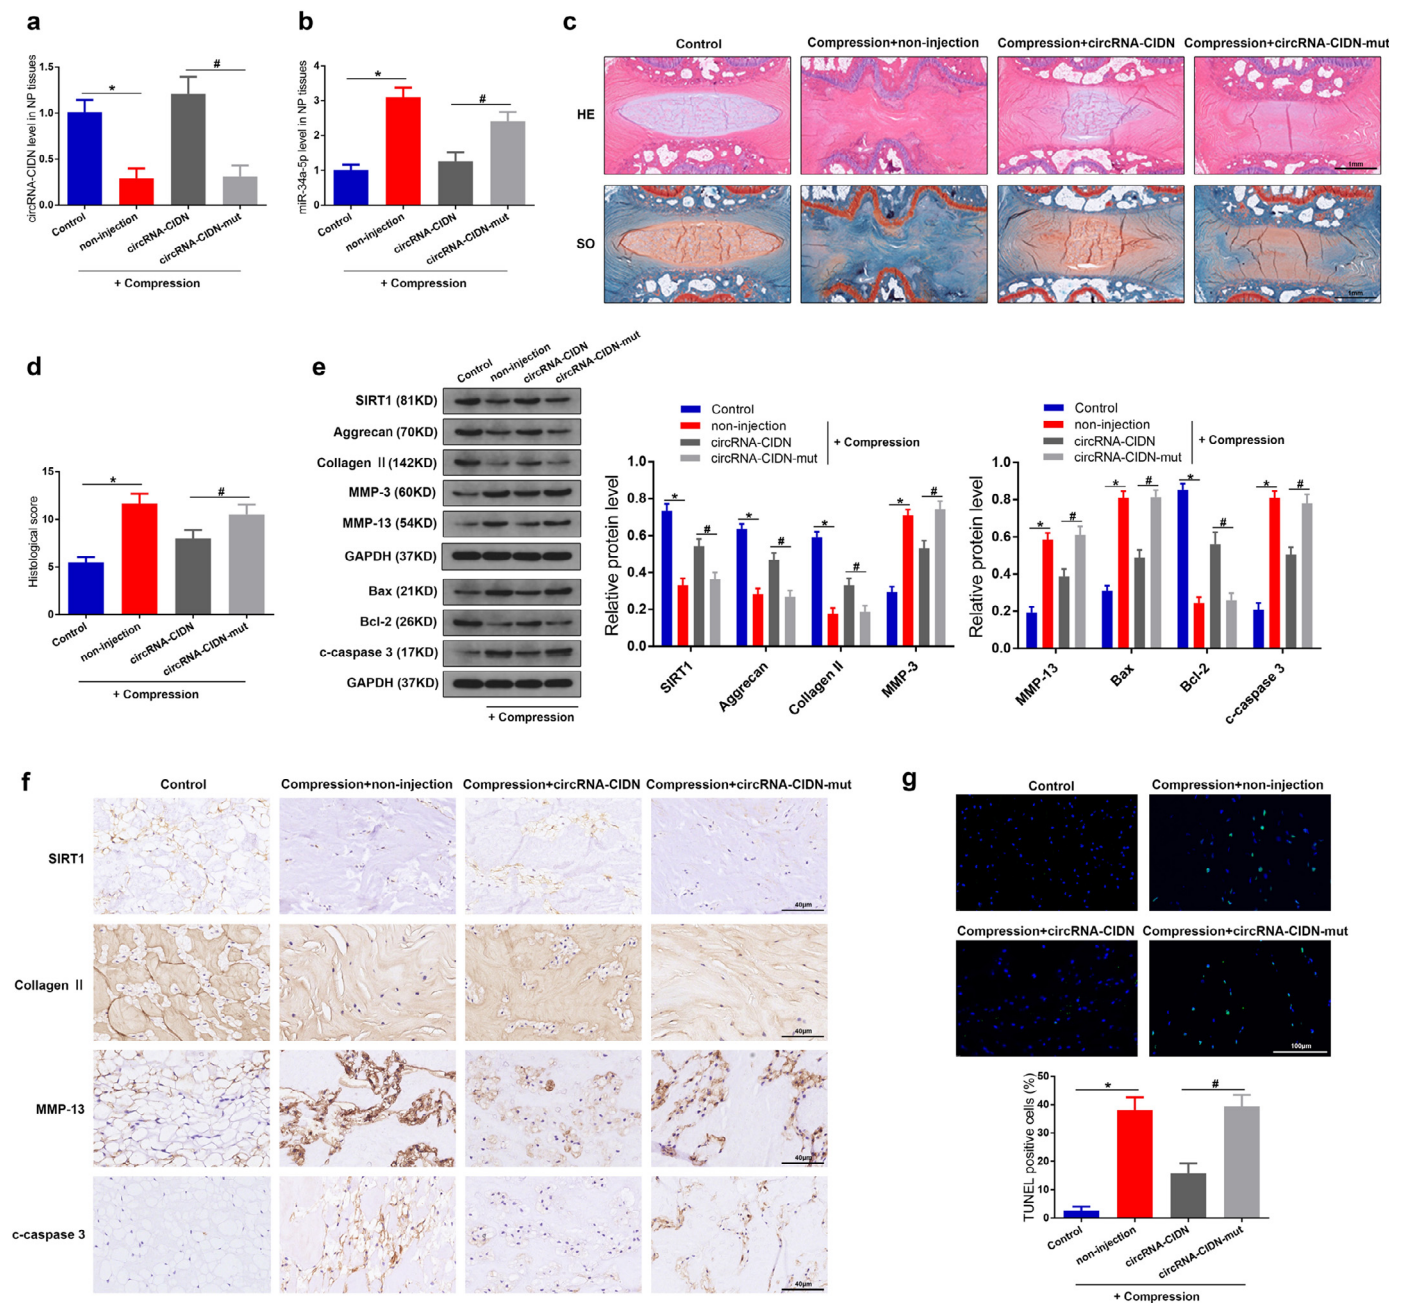 a
circRNA-CIDN level in NP tissues
1.5
1.0
0.5
0.0
*
#
Control
non-injection
circRNA-CIDN
circRNA-CIDN-mut
+ Compression
b
miR-34a-5p level in NP tissues
4
3
2
1
0
*
#
Control
non-injection
circRNA-CIDN
circRNA-CIDN-mut
+ Compression
c
Control
Compression+non-injection
Compression+circRNA-CIDN
Compression+circRNA-CIDN-mut
HE
1mm
SO
1mm
d
Histological score
15
10
5
0
*
#
Control
non-injection
circRNA-CIDN
circRNA-CIDN-mut
+ Compression
e
Control
non-injection
circRNA-CIDN
circRNA-CIDN-mut
SIRT1 (81KD)
Aggrecan (70KD)
Collagen Ⅱ (142KD)
MMP-3 (60KD)
MMP-13 (54KD)
GAPDH (37KD)
Bax (21KD)
Bcl-2 (26KD)
c-caspase 3 (17KD)
GAPDH (37KD)
+ Compression
Control
non-injection
circRNA-CIDN
circRNA-CIDN-mut
+ Compression
Relative protein level
1.0
0.8
0.6
0.4
0.2
0.0
*
#
*
#
*
#
*
#
SIRT1
Aggrecan
Collagen II
MMP-3
Control
non-injection
circRNA-CIDN
circRNA-CIDN-mut
+ Compression
Relative protein level
1.0
0.8
0.6
0.4
0.2
0.0
*
#
*
#
*
#
*
#
MMP-13
Bax
Bcl-2
c-caspase 3
f
Control
Compression+non-injection
Compression+circRNA-CIDN
Compression+circRNA-CIDN-mut
SIRT1
40μm
Collagen Ⅱ
40μm
MMP-13
40μm
c-caspase 3
40μm
g
Control
Compression+non-injection
Compression+circRNA-CIDN
Compression+circRNA-CIDN-mut
100μm
TUNEL positive cells (%)
50
40
30
20
10
0
*
#
Control
non-injection
circRNA-CIDN
circRNA-CIDN-mut
+ Compression